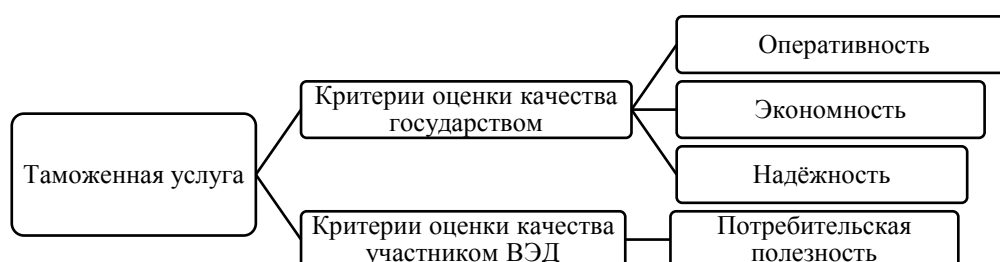 Таможенная услуга
Критерии оценки качества
государством
Оперативность
Экономность
Надёжность
Критерии оценки качества
участником ВЭД
Потребительская
полезность